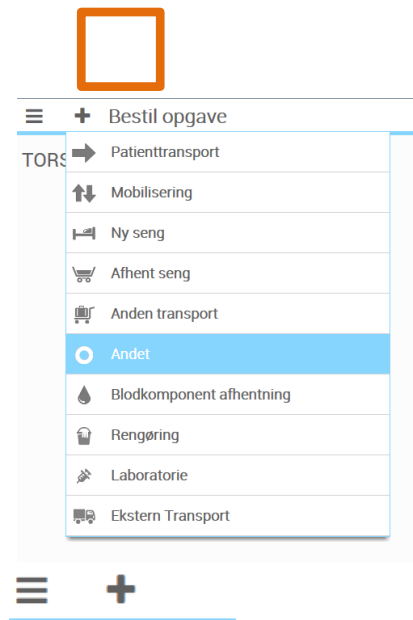 Bestil opgave
TORS
Patienttransport
Mobilisering
Ny seng
Afhent seng
Anden transport
Andet
Blodkomponent afhentning
Rengøring
Laboratorie
Ekstern Transport